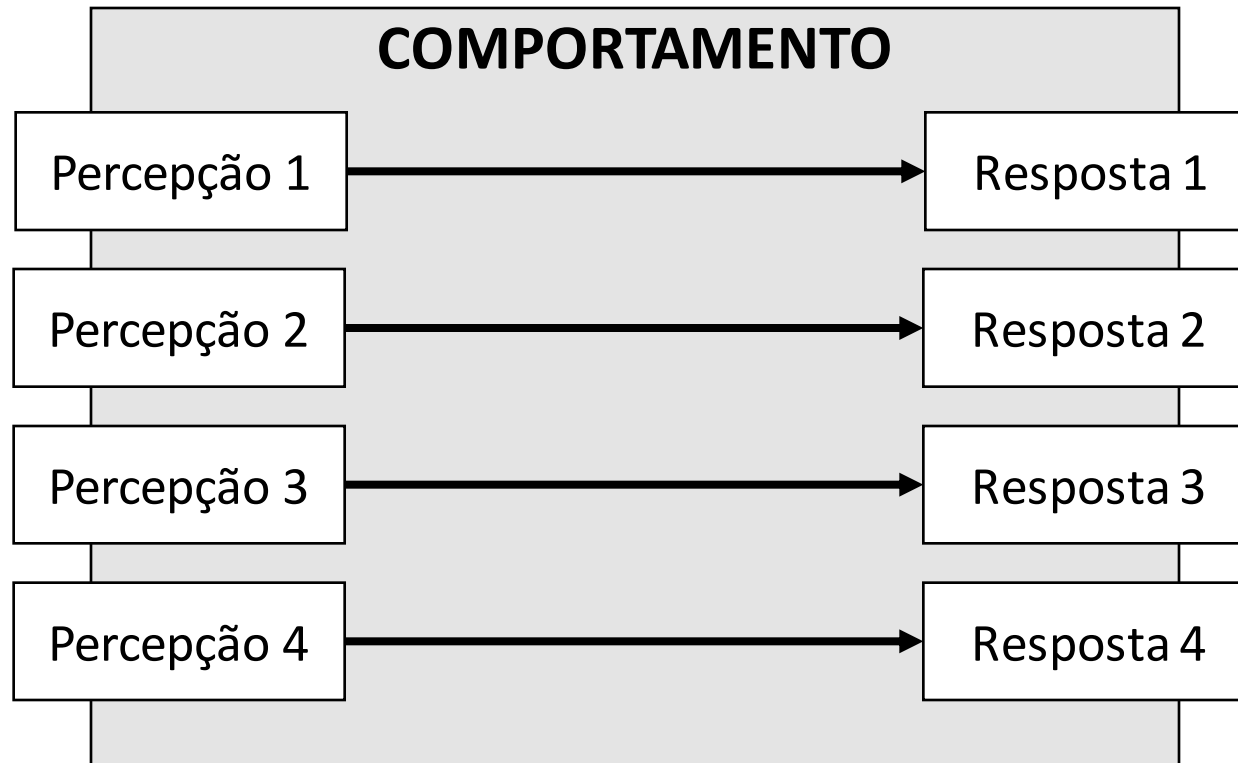 COMPORTAMENTO
Percepção 1
Resposta 1
Percepção 2
Resposta 2
Percepção 3
Resposta 3
Percepção 4
Resposta 4